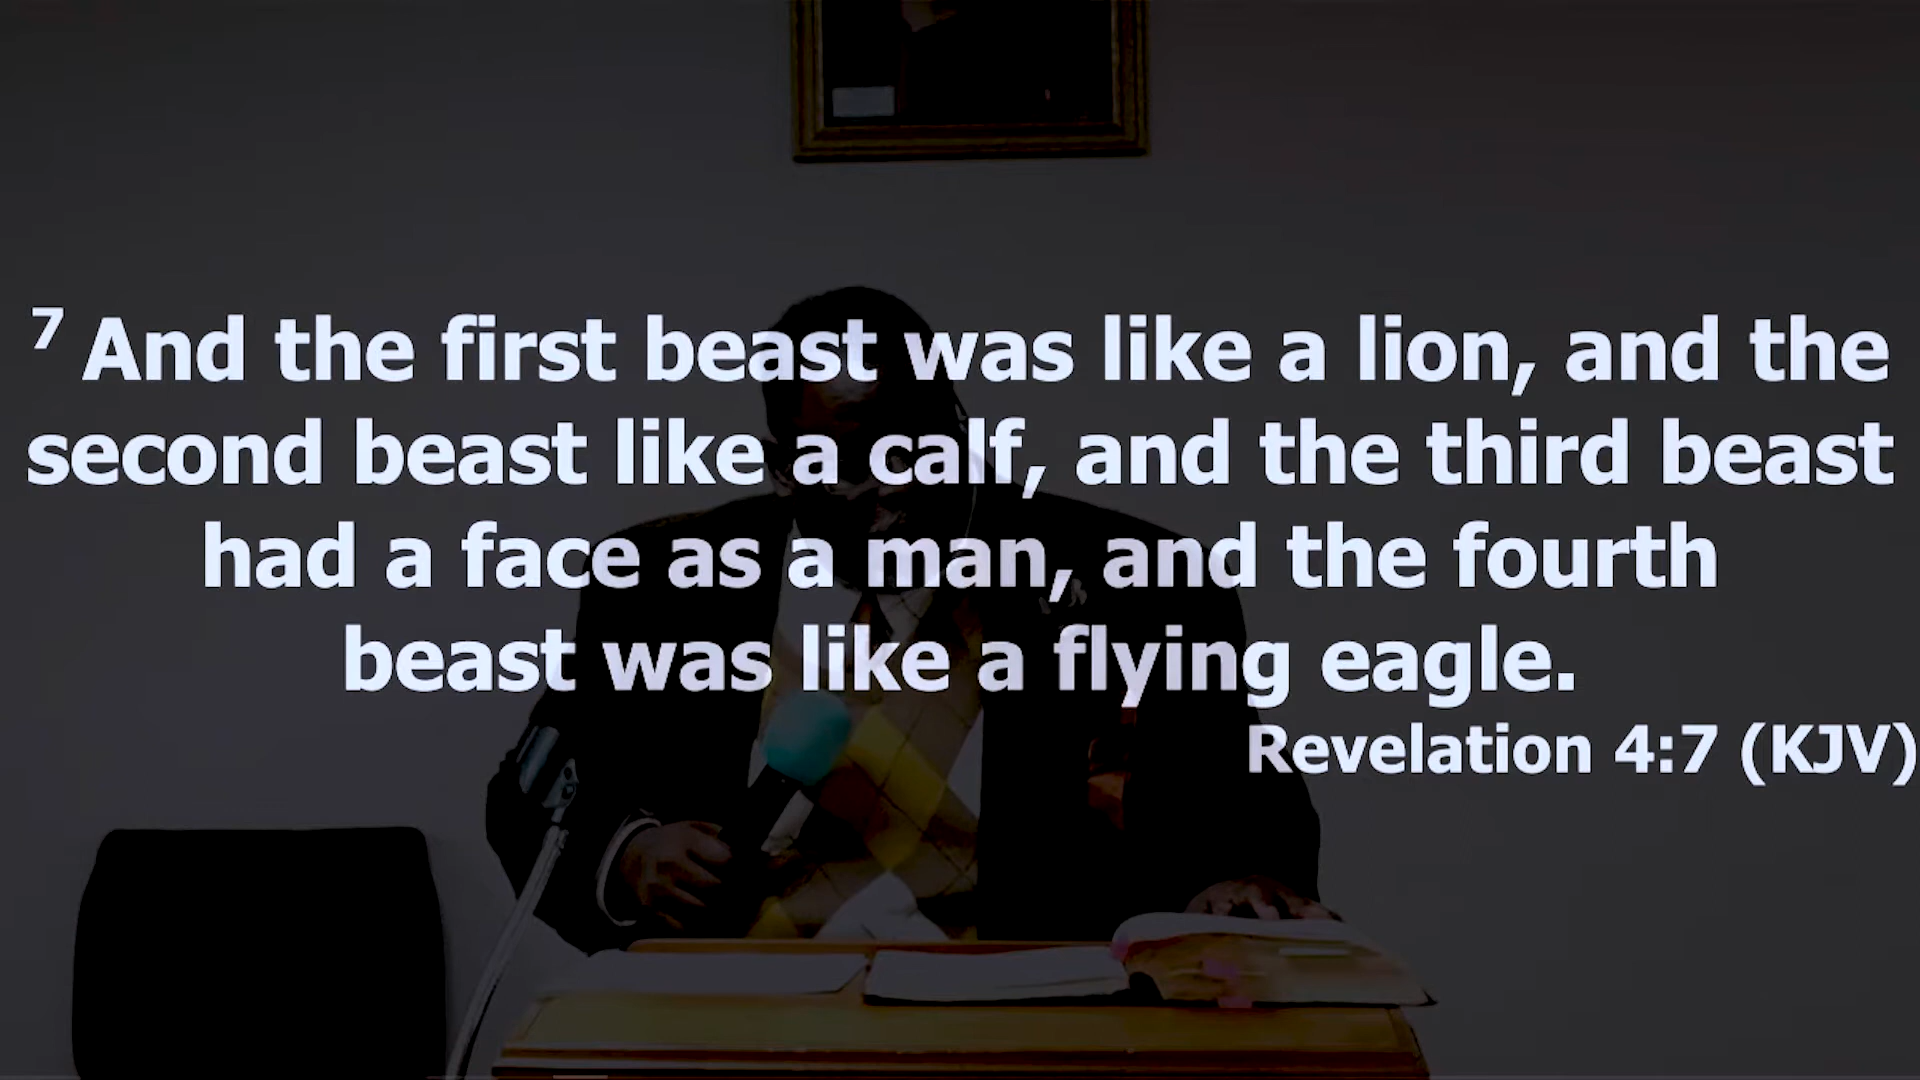 7 And the first beast was like a lion, and the
second beast like a calf, and the third beast
had a face as a man, and the fourth
beast was like a flying eagle.
Revelation 4:7 (KJV)